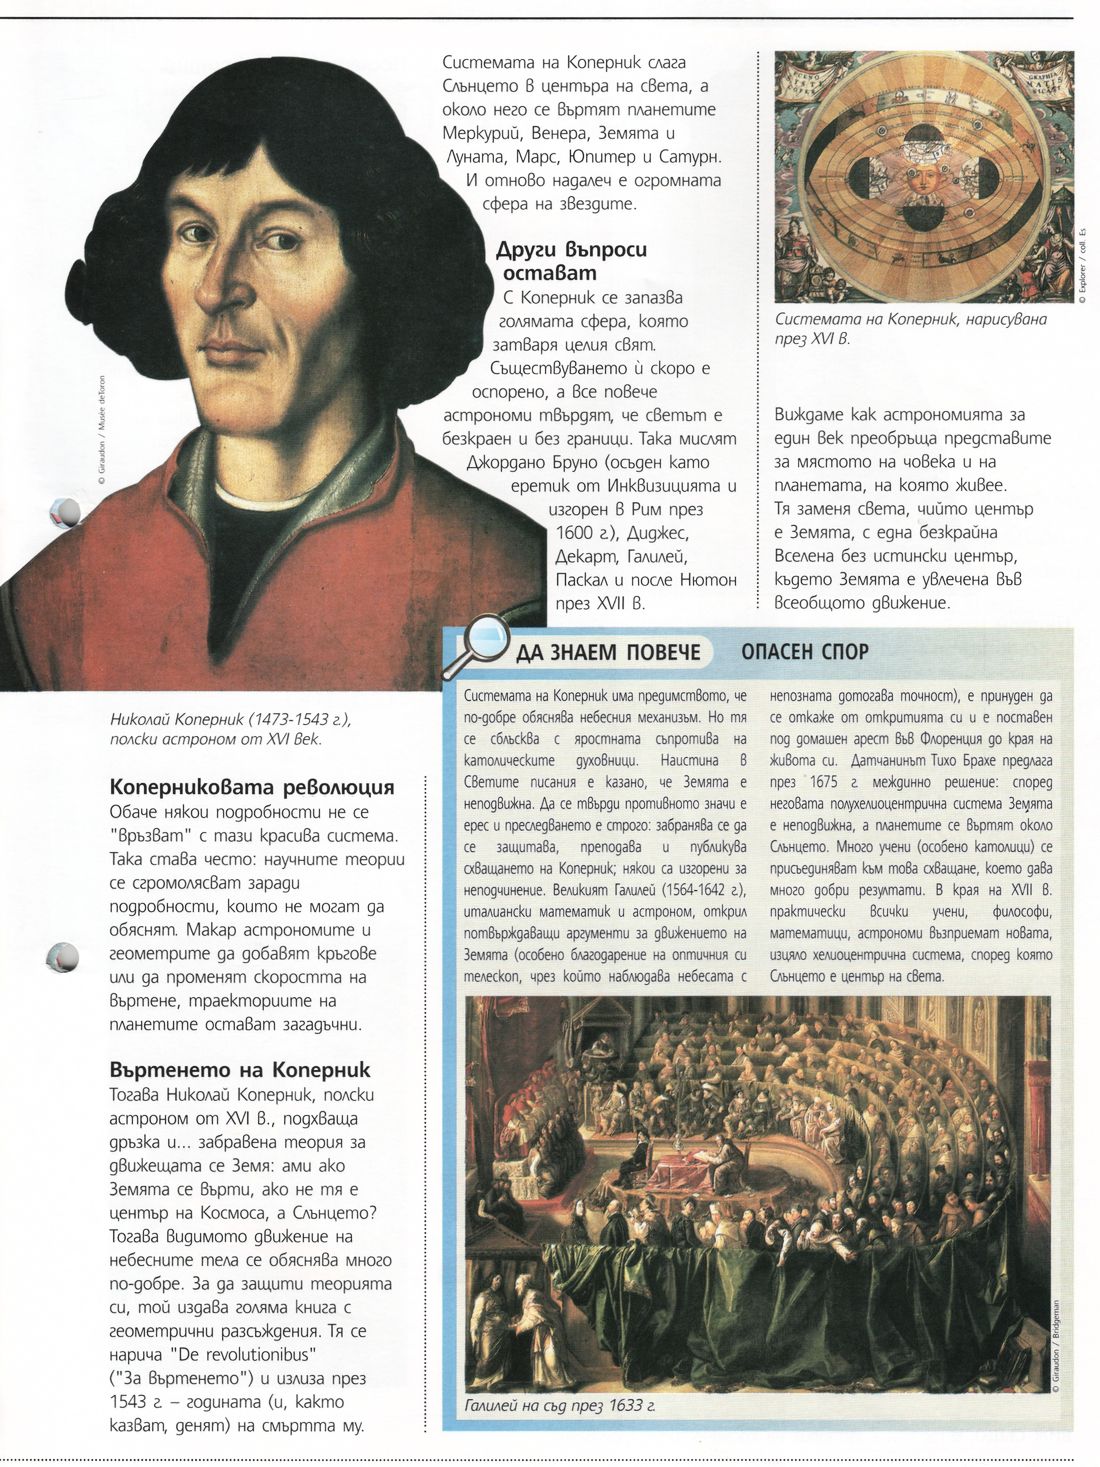 Системата на Коперник слага
Слънцето в центъра на света, а
около него се въртят планетите
Меркурий, Венера, Земята и
Луната, Марс, Юпитер и Сатурн.
И отново надалеч е огромната
сфера на звездите.
Други въпроси
остават
С Коперник се запазва
голямата сфера, която
затваря целия свят.
Съществуването ѝ скоро е
оспорено, а все повече
астрономи твърдят, че светът е
безкраен и без граници. Така мислят
Джордано Бруно (осъден като
еретик от Инквизицията и
изгорен в Рим през
1600 г.), Диджес,
Декарт, Галилей,
Паскал и после Нютон
през XVII в.
© Explorer / coll. Es.
Системата на Коперник, нарисувана
през XVI в.
Виждаме как астрономията за
един век преобръща представите
за мястото на човека и на
планетата, на която живее.
Тя заменя света, чийто център
е Земята, с една безкрайна
Вселена без истински център,
където Земята е увлечена във
всеобщото движение.
© Giraudon / Musée deToron
Николай Коперник (1473-1543 г.),
полски астроном от XVI век.
Коперниковата революция
Обаче някои подробности не се
"връзват" с тази красива система.
Така става често: научните теории
се сгромолясват заради
подробности, които не могат да
обяснят. Макар астрономите и
геометрите да добавят кръгове
или да променят скоростта на
въртене, траекториите на
планетите остават загадъчни.
Въртенето на Коперник
Тогава Николай Коперник, полски
астроном от XVI в., подхваща
дръзка и... забравена теория за
движещата се Земя: ами ако
Земята се върти, ако не тя е
център на Космоса, а Слънцето?
Тогава видимото движение на
небесните тела се обяснява много
по-добре. За да защити теорията
си, той издава голяма книга с
геометрични разсъждения. Тя се
нарича "De revolutionibus"
("За въртенето") и излиза през
1543 г. – годината (и, както
казват, денят) на смъртта му.
ДА ЗНАЕМ ПОВЕЧЕ
ОПАСЕН СПОР
Системата на Коперник има предимството, че
по-добре обяснява небесния механизъм. Но тя
се сблъсква с яростната съпротива на
католическите духовници. Наистина в
Светите писания е казано, че Земята е
неподвижна. Да се твърди противното значи е
ерес и преследването е строго: забранява се да
се защитава, преподава и публикува
схващането на Коперник; някои са изгорени за
неподчинение. Великият Галилей (1564-1642 г.),
италиански математик и астроном, открил
потвърждаващи аргументи за движението на
Земята (особено благодарение на оптичния си
телескоп, чрез който наблюдава небесата с
непозната дотогава точност), е принуден да
се откаже от откритията си и е поставен
под домашен арест във Флоренция до края на
живота си. Датчанинът Тихо Брахе предлага
през 1675 г. междинно решение: според
неговата полухелиоцентрична система Земята
е неподвижна, а планетите се въртят около
Слънцето. Много учени (особено католици) се
присъединяват към това схващане, което дава
много добри резултати. В края на XVII в.
практически всички учени, философи,
математици, астрономи възприемат новата,
изцяло хелиоцентрична система, според която
Слънцето е център на света.
© Giraudon / Bridgeman
Галилей на съд през 1633 г.